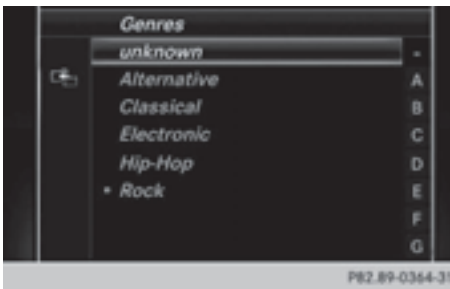 Genres
unknown -
Alternative A
Classical B
Electronic C
Hip-Hop D
• Rock E
F
G
P82.89-0364-31